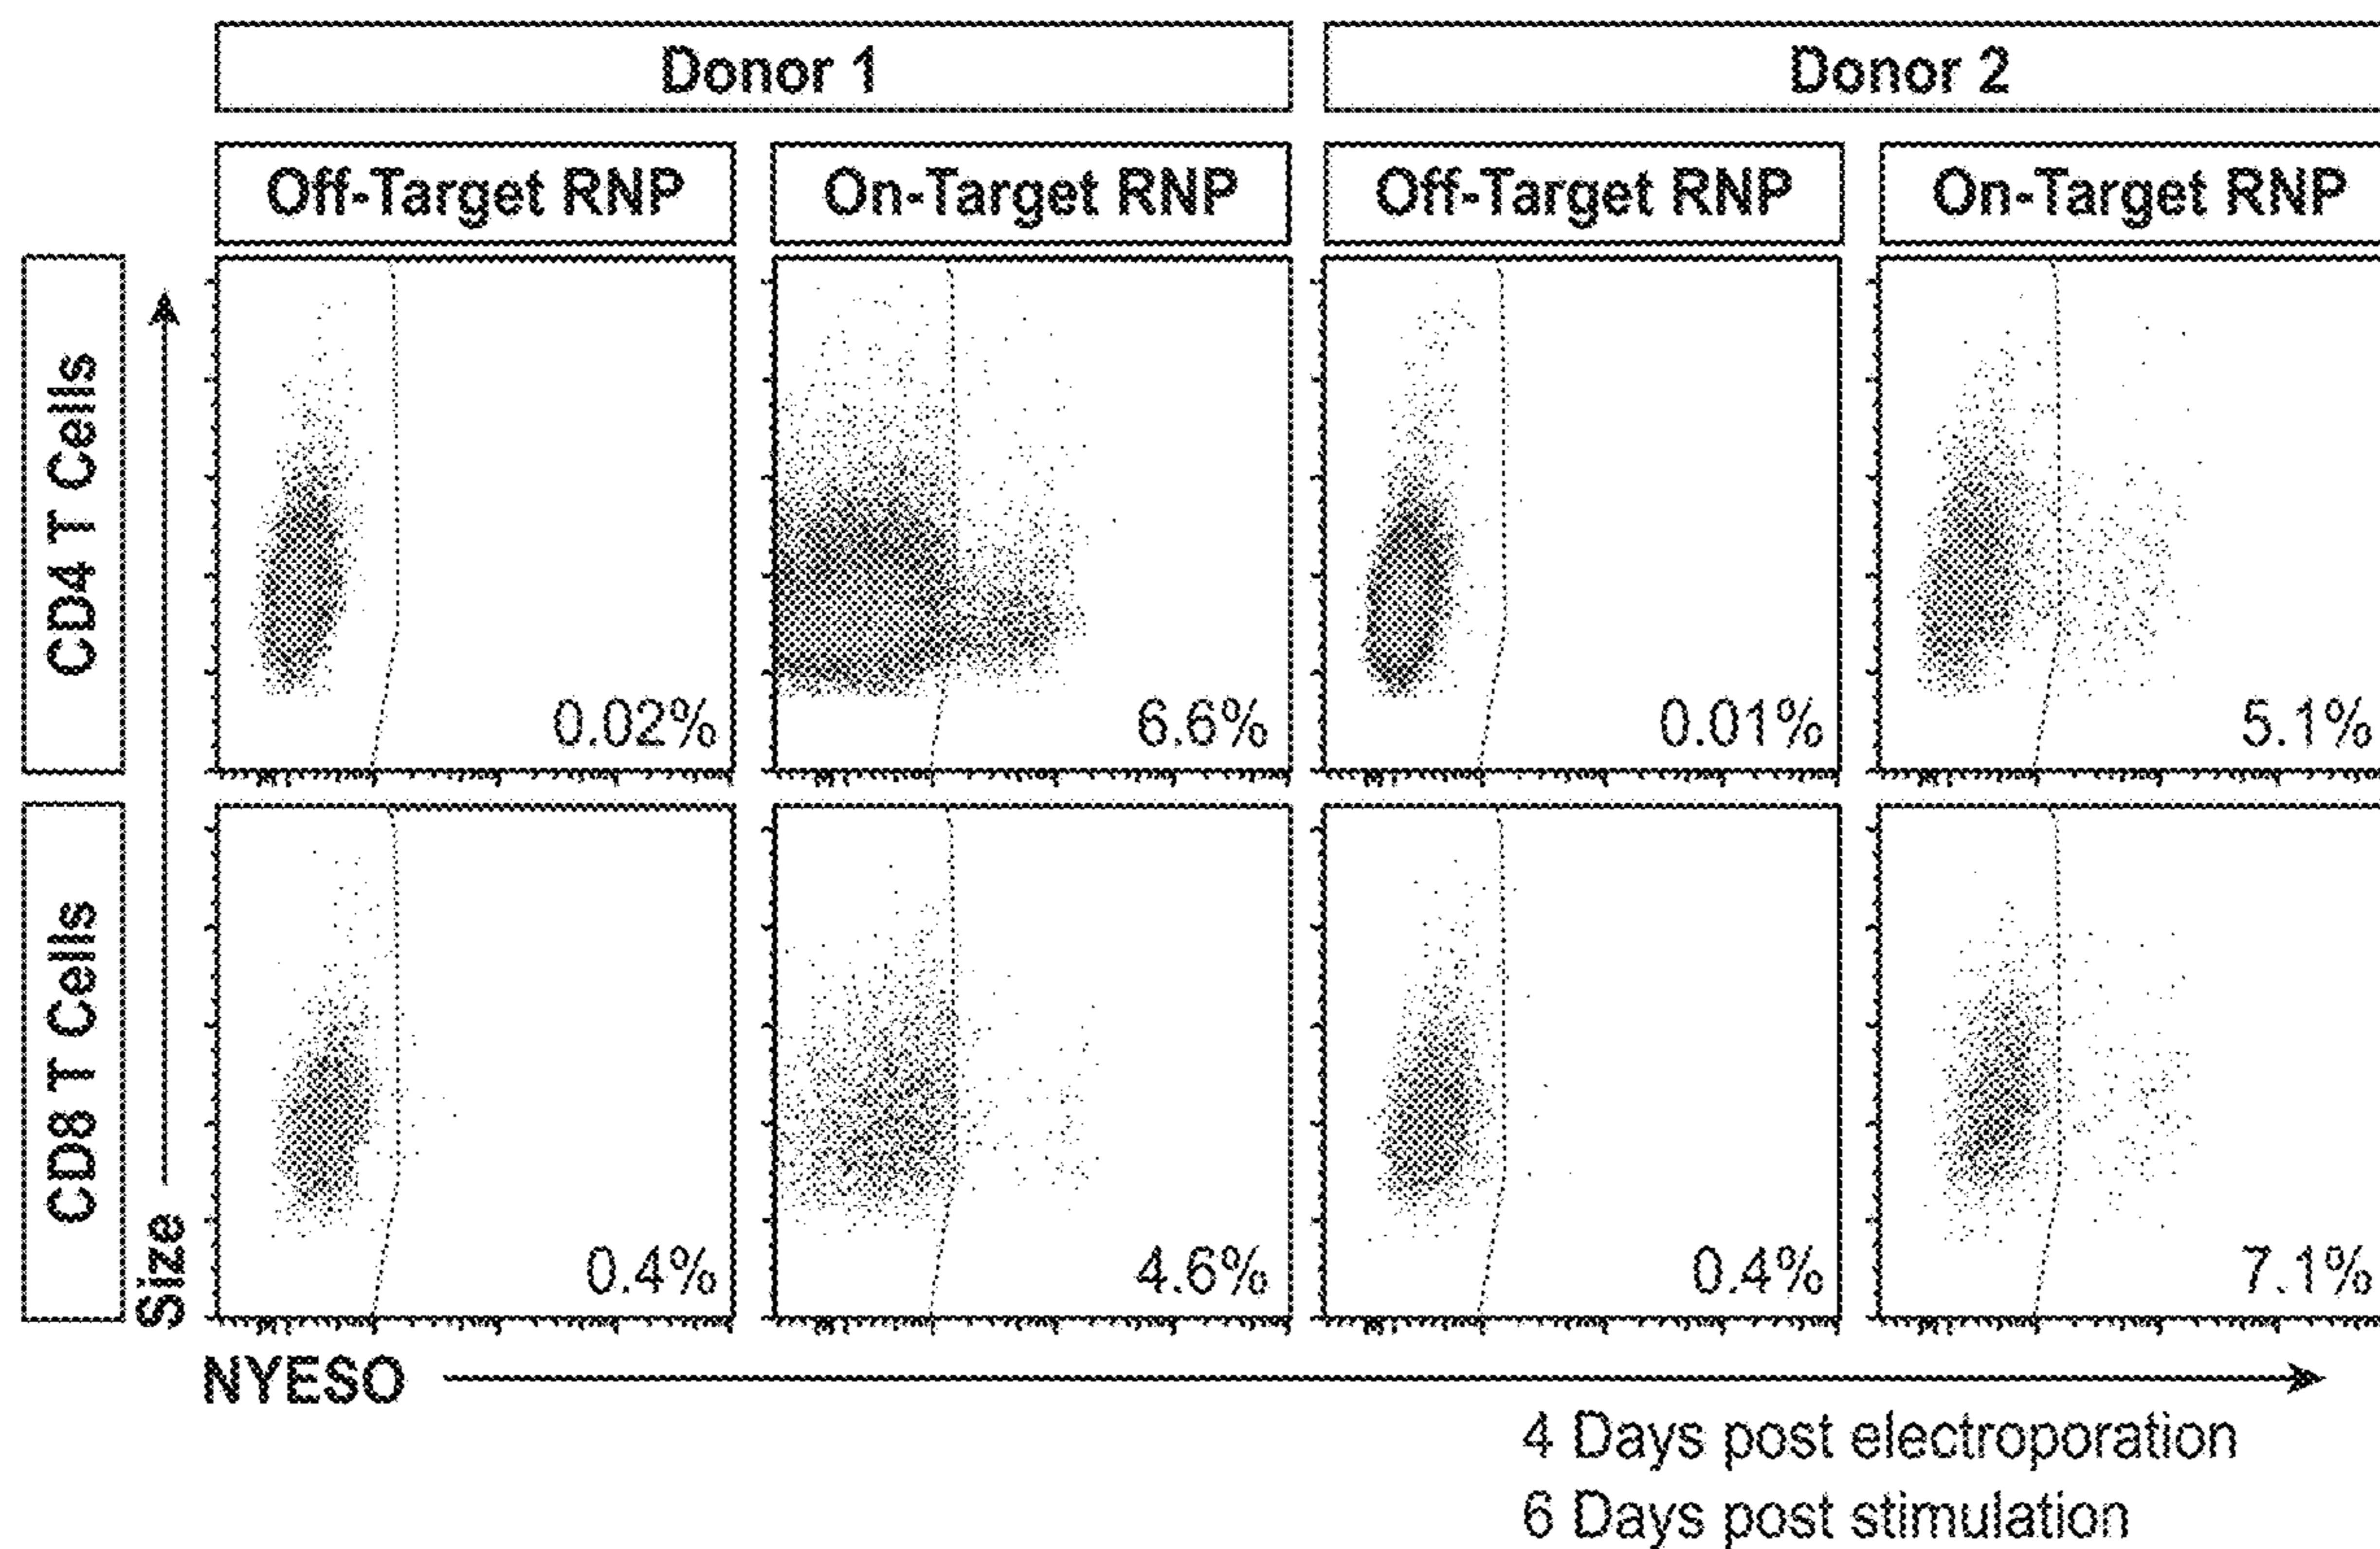 Donor 1
Donor 2
Off-Target RNP
On-Target RNP
Off-Target RNP
On-Target RNP
CD4 T Cells
0.02%
6.6%
0.01%
5.1%
CD8 T Cells
Size
0.4%
4.6%
0.4%
7.1%
NYESO
4 Days post electroporation
6 Days post stimulation